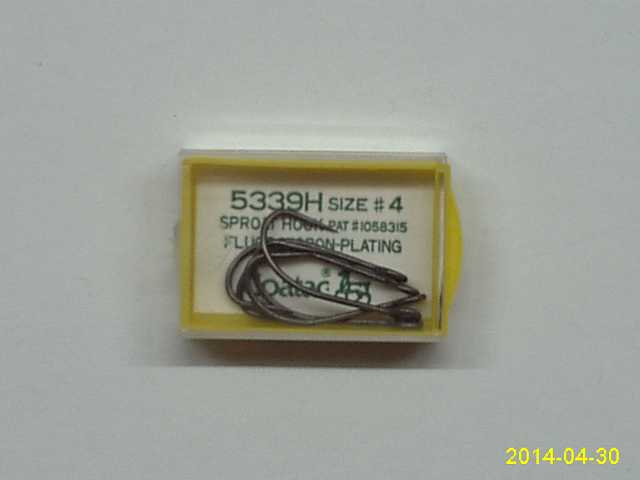 5339H SIZE #4
SPROAT HOOK PAT #1058315
-PLATING
®
2014-04-30